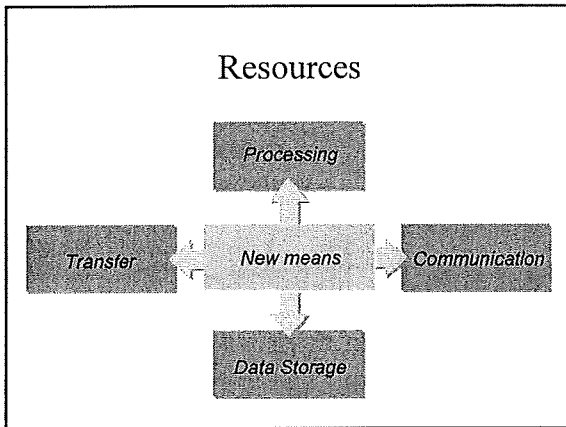 Resources
Processing
Transfer
New means
Communication
Data Storage